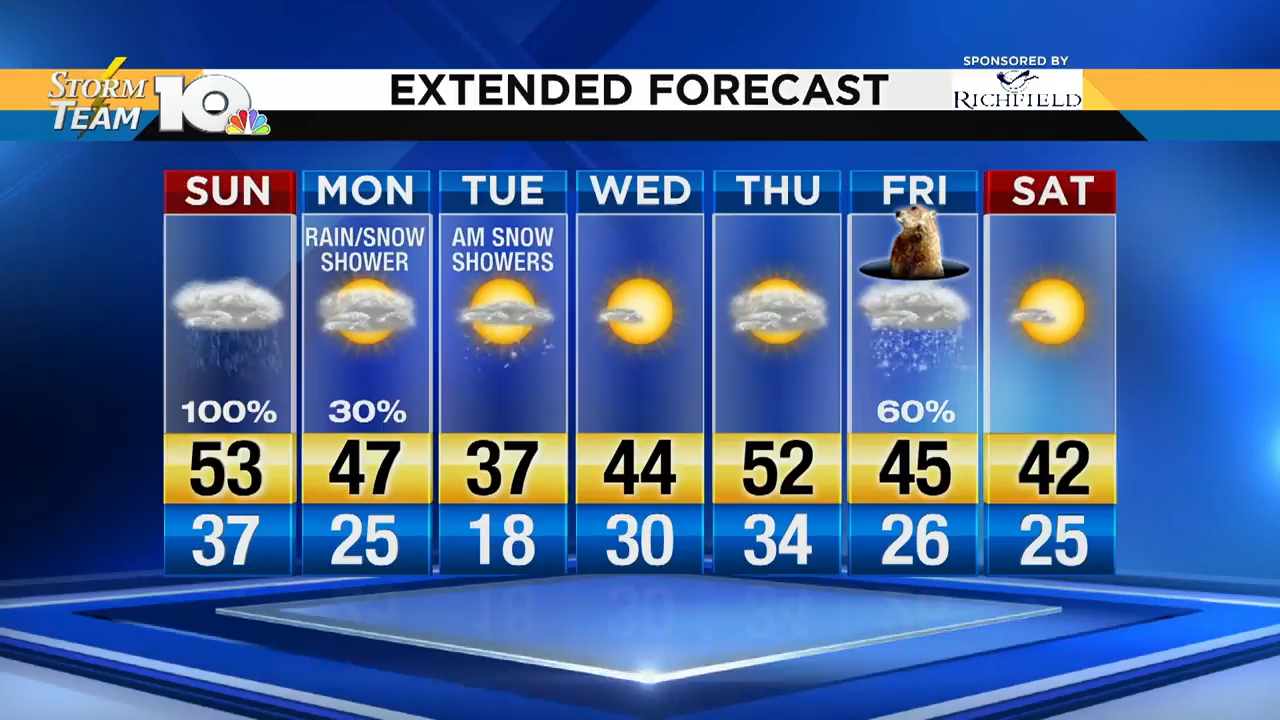 STORM
TEAM
10
EXTENDED FORECAST
SPONSORED BY
RICHFIELD
SUN
MON
TUE
WED
THU
FRI
SAT
RAIN/SNOW
SHOWER
AM SNOW
SHOWERS
100%
30%
60%
53
47
37
44
52
45
42
37
25
18
30
34
26
25